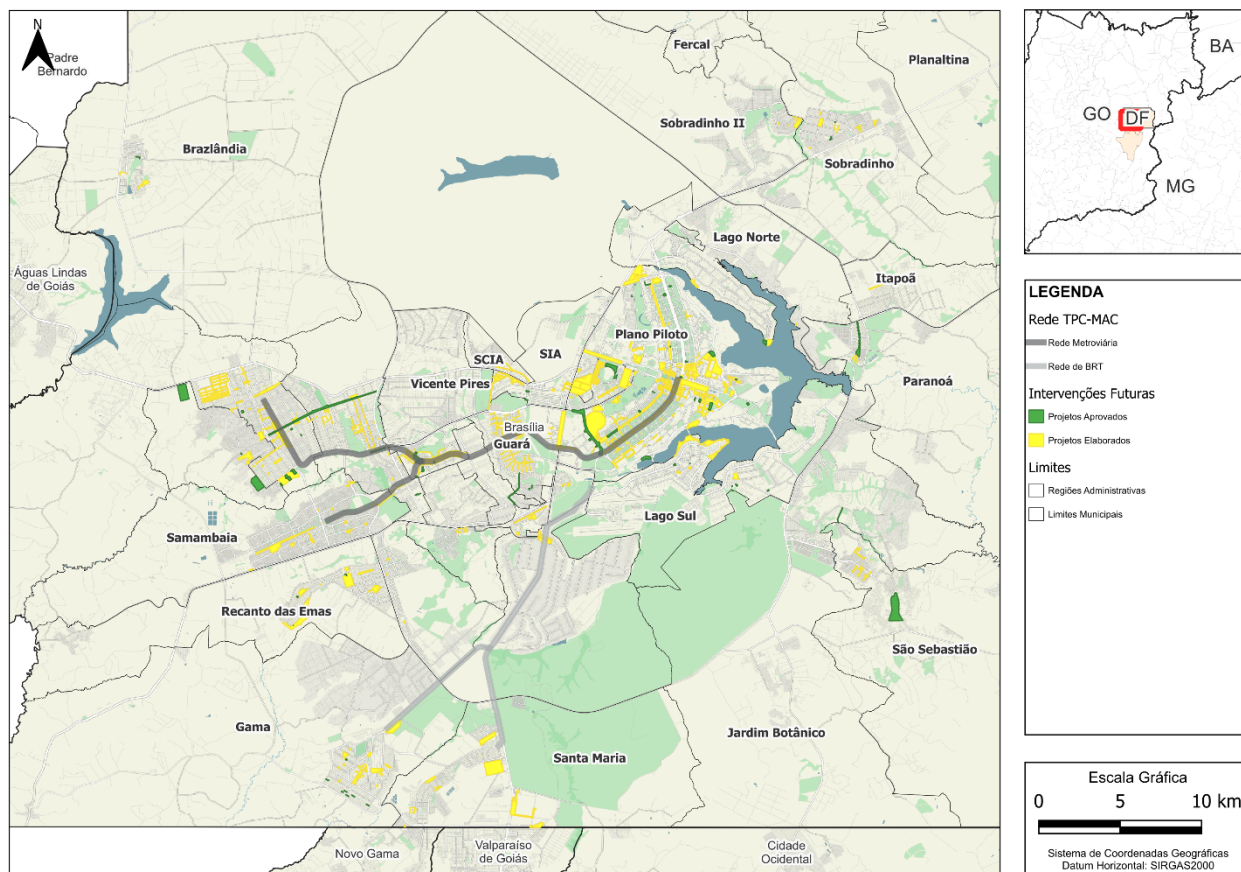 N
Padre
Bernardo
Fercal
Planaltina
Sobradinho II
Brazlândia
Sobradinho
Lago Norte
Águas Lindas
de Goiás
Itapoã
Plano Piloto
SCIA
SIA
Vicente Pires
Paranoá
Brasília
Guará
Samambaia
Lago Sul
Recanto das Emas
São Sebastião
Gama
Jardim Botânico
Santa Maria
Novo Gama
Valparaíso
de Goiás
Cidade
Ocidental
BA
GO
DF
MG
LEGENDA
Rede TPC-MAC
Rede Metroviária
Rede de BRT
Intervenções Futuras
Projetos Aprovados
Projetos Elaborados
Limites
Regiões Administrativas
Limites Municipais
Escala Gráfica
0 5 10 km
Sistema de Coordenadas Geográficas
Datum Horizontal: SIRGAS2000